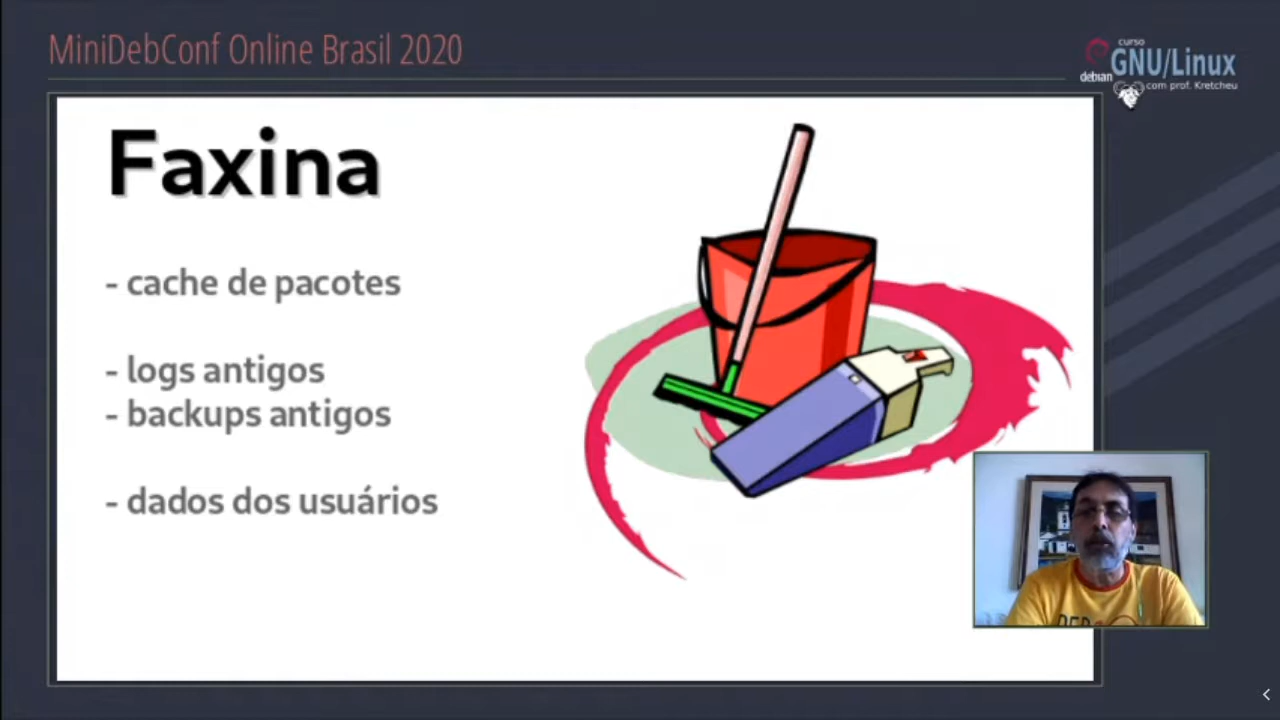 MiniDebConf Online Brasil 2020
curso
GNU/Linux
debian
com prof. Kretcheu
Faxina
- cache de pacotes
- logs antigos
- backups antigos
- dados dos usuários